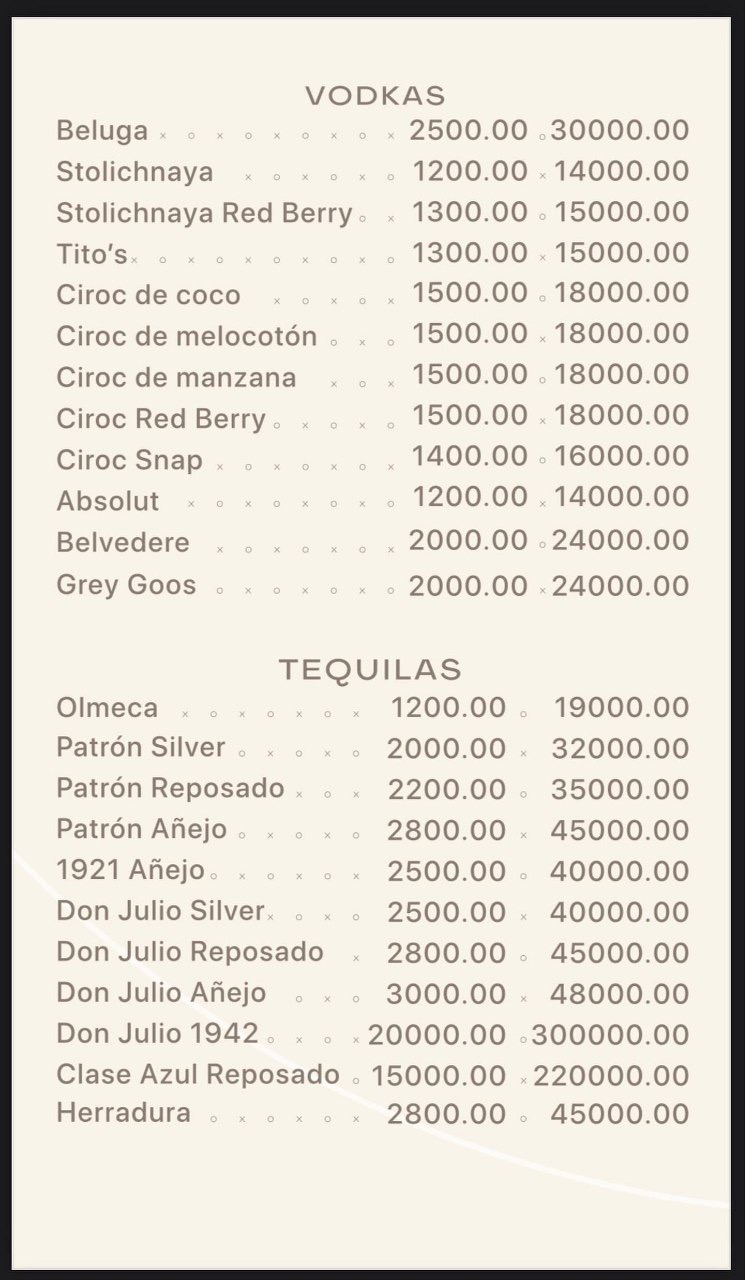 VODKAS
Beluga 2500.00 30000.00
Stolichnaya 1200.00 14000.00
Stolichnaya Red Berry 1300.00 15000.00
Tito’s 1300.00 15000.00
Ciroc de coco 1500.00 18000.00
Ciroc de melocotón 1500.00 18000.00
Ciroc de manzana 1500.00 18000.00
Ciroc Red Berry 1500.00 18000.00
Ciroc Snap 1400.00 16000.00
Absolut 1200.00 14000.00
Belvedere 2000.00 24000.00
Grey Goos 2000.00 24000.00
TEQUILAS
Olmeca 1200.00 19000.00
Patrón Silver 2000.00 32000.00
Patrón Reposado 2200.00 35000.00
Patrón Añejo 2800.00 45000.00
1921 Añejo 2500.00 40000.00
Don Julio Silver 2500.00 40000.00
Don Julio Reposado 2800.00 45000.00
Don Julio Añejo 3000.00 48000.00
Don Julio 1942 20000.00 300000.00
Clase Azul Reposado 15000.00 220000.00
Herradura 2800.00 45000.00